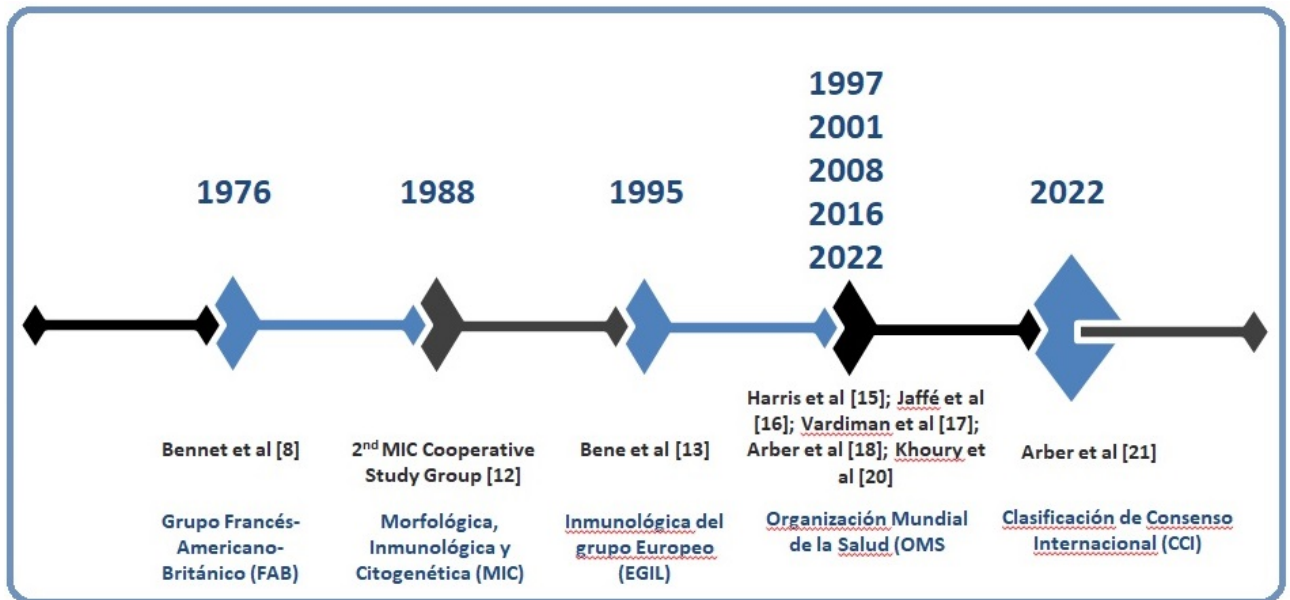 1976
1988
1995
1997
2001
2008
2016
2022
2022
Bennet et al [8]
2nd MIC Cooperative
Study Group [12]
Bene et al [13]
Harris et al [15]; Jaffé et al
[16]; Vardiman et al [17];
Arber et al [18]; Khoury et
al [20]
Arber et al [21]
Grupo Francés-
Americano-
Británico (FAB)
Morfológica,
Inmunológica y
Citogenética (MIC)
Inmunológica del
grupo Europeo
(EGIL)
Organización Mundial
de la Salud (OMS
Clasificación de Consenso
Internacional (CCI)